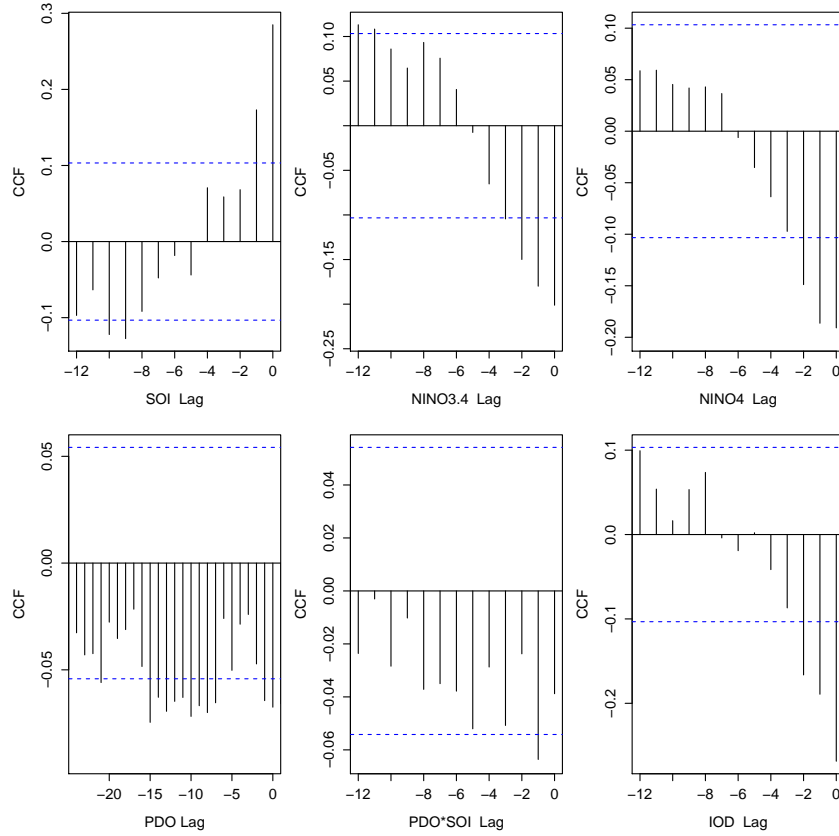 0.3
0.2
0.1
0.0
−0.1
CCF
−12 −8 −6 −4 −2 0
SOI Lag
0.10
0.05
−0.05
−0.15
−0.25
CCF
−12 −8 −6 −4 −2 0
NINO3.4 Lag
0.10
0.05
0.00
−0.05
−0.10
−0.15
−0.20
CCF
−12 −8 −6 −4 −2 0
NINO4 Lag
0.05
0.00
−0.05
CCF
−20 −15 −10 −5 0
PDO Lag
0.04
0.02
0.00
−0.02
−0.04
−0.06
CCF
−12 −8 −6 −4 −2 0
PDO*SOI Lag
0.1
0.0
−0.1
−0.2
CCF
−12 −8 −6 −4 −2 0
IOD Lag